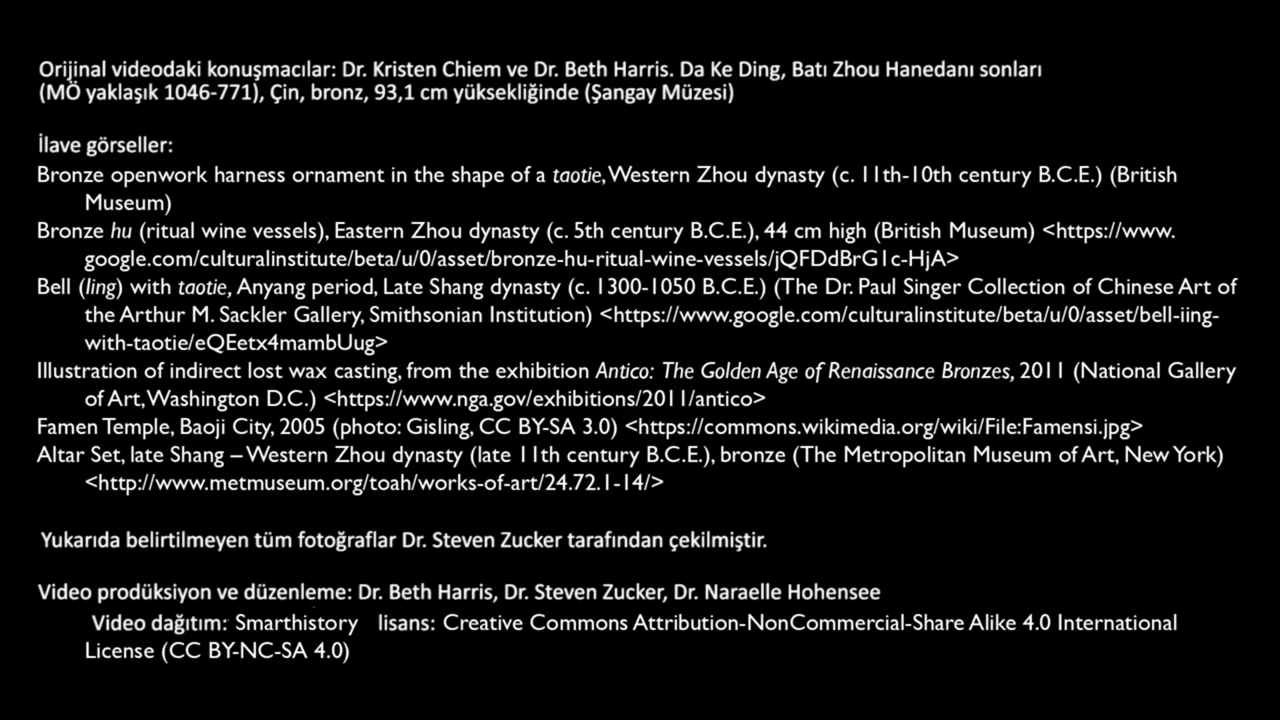 Orijinal videodaki konuşmacılar: Dr. Kristen Chiem ve Dr. Beth Harris. Da Ke Ding, Batı Zhou Hanedanı sonları
(MÖ yaklaşık 1046-771), Çin, bronz, 93,1 cm yüksekliğinde (Şangay Müzesi)
İlave görseller:
Bronze openwork harness ornament in the shape of a taotie, Western Zhou dynasty (c. 11th-10th century B.C.E.) (British
Museum)
Bronze hu (ritual wine vessels), Eastern Zhou dynasty (c. 5th century B.C.E.), 44 cm high (British Museum) <https://www.
google.com/culturalinstitute/beta/u/0/asset/bronze-hu-ritual-wine-vessels/jQFDdBrG1c-HjA>
Bell (ling) with taotie, Anyang period, Late Shang dynasty (c. 1300-1050 B.C.E.) (The Dr. Paul Singer Collection of Chinese Art of
the Arthur M. Sackler Gallery, Smithsonian Institution) <https://www.google.com/culturalinstitute/beta/u/0/asset/bell-iing-
with-taotie/eQEetx4mambUug>
Illustration of indirect lost wax casting, from the exhibition Antico: The Golden Age of Renaissance Bronzes, 2011 (National Gallery
of Art, Washington D.C.) <https://www.nga.gov/exhibitions/2011/antico>
Famen Temple, Baoji City, 2005 (photo: Gisling, CC BY-SA 3.0) <https://commons.wikimedia.org/wiki/File:Famensi.jpg>
Altar Set, late Shang – Western Zhou dynasty (late 11th century B.C.E.), bronze (The Metropolitan Museum of Art, New York)
<http://www.metmuseum.org/toah/works-of-art/24.72.1-14/>
Yukarıda belirtilmeyen tüm fotoğraflar Dr. Steven Zucker tarafından çekilmiştir.
Video prodüksiyon ve düzenleme: Dr. Beth Harris, Dr. Steven Zucker, Dr. Naraelle Hohensee
Video dağıtım: Smarthistory lisans: Creative Commons Attribution-NonCommercial-Share Alike 4.0 International
License (CC BY-NC-SA 4.0)